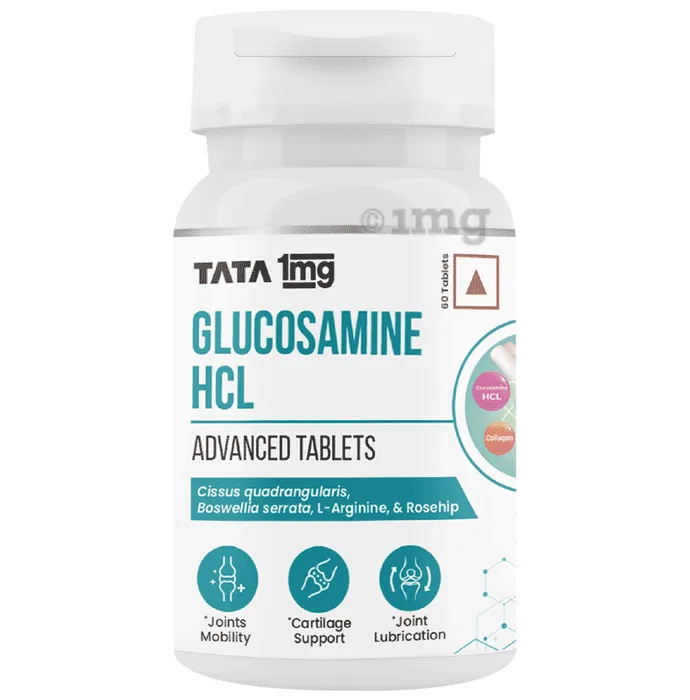 ©1mg
TATA 1mg
60 Tablets
GLUCOSAMINE
HCL
ADVANCED TABLETS
Cissus quadrangularis,
Boswellia serrata, L-Arginine, & Rosehip
Glucosamine
HCL
Collagen
*Joints
Mobility
*Cartilage
Support
*Joint
Lubrication